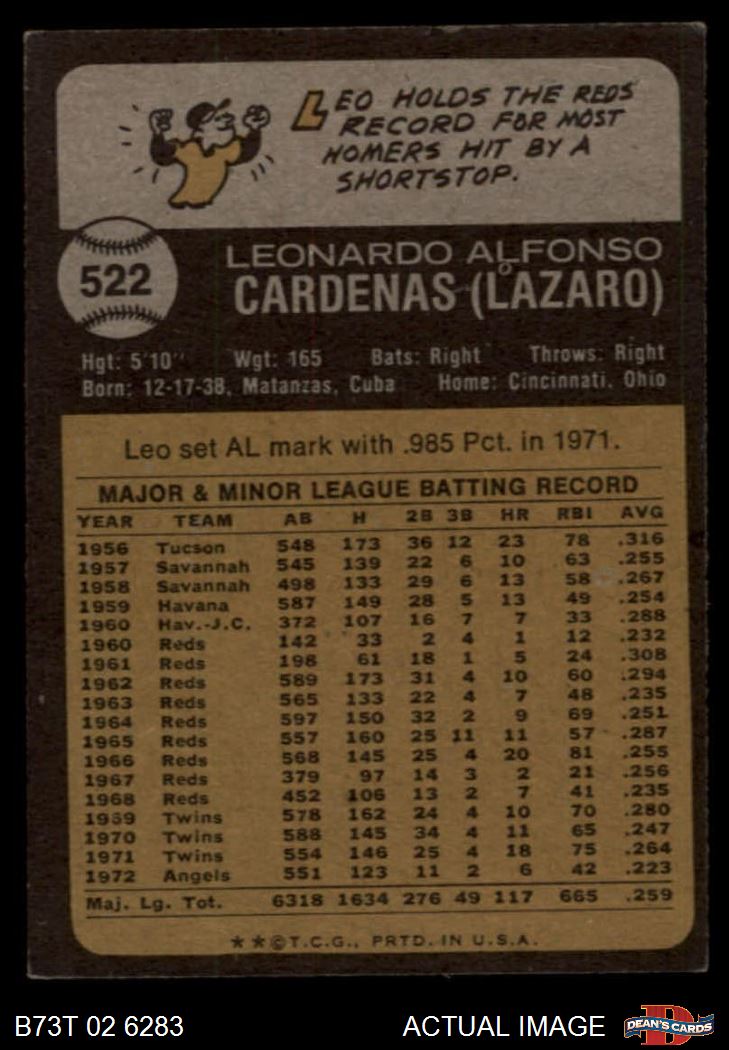 LEO HOLDS THE REDS
RECORD FOR MOST
HOMERS HIT BY A
SHORTSTOP.
522
LEONARDO ALFONSO
CARDENAS (LAZARO)
Hgt: 5'10" Wgt: 165 Bats: Right Throws: Right
Born: 12-17-38, Matanzas, Cuba Home: Cincinnati, Ohio
Leo set AL mark with .985 Pct. in 1971.
MAJOR & MINOR LEAGUE BATTING RECORD
YEAR TEAM AB H 2B 3B HR RBI AVG
1956 Tucson 548 173 36 12 23 78 .316
1957 Savannah 545 139 22 6 10 63 .255
1958 Savannah 498 133 29 6 13 58 .267
1959 Havana 587 149 28 5 13 49 .254
1960 Hav.-J.C. 372 107 16 7 7 33 .288
1960 Reds 142 33 2 4 1 12 .232
1961 Reds 198 61 18 1 5 24 .308
1962 Reds 589 173 31 4 10 60 .294
1963 Reds 565 133 22 4 7 48 .235
1964 Reds 597 150 32 2 9 69 .251
1965 Reds 557 160 25 11 11 57 .287
1966 Reds 568 145 25 4 20 81 .255
1967 Reds 379 97 14 3 2 21 .256
1968 Reds 452 106 13 2 7 41 .235
1969 Twins 578 162 24 4 10 70 .280
1970 Twins 588 145 34 4 11 65 .247
1971 Twins 554 146 25 4 18 75 .264
1972 Angels 551 123 11 2 6 42 .223
Maj. Lg. Tot. 6318 1634 276 49 117 665 .259
**©T.C.G., PRTD. IN U.S.A.
B73T 02 6283 ACTUAL IMAGE DEAN'S CARDS